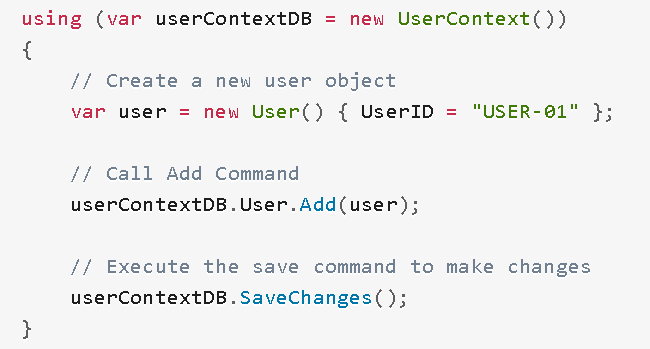 using (var userContextDB = new UserContext())
{
    // Create a new user object
    var user = new User() { UserID = "USER-01" };

    // Call Add Command
    userContextDB.User.Add(user);

    // Execute the save command to make changes
    userContextDB.SaveChanges();
}